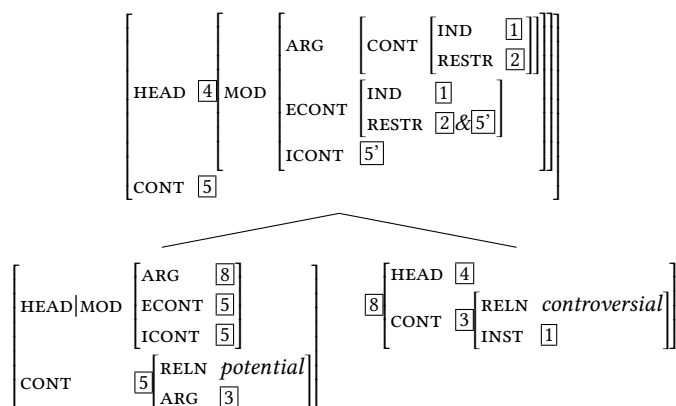 IND 1
ARG CONT
RESTR 2
HEAD 4 MOD
IND 1
ECONT
RESTR 2&5'
ICONT 5'
CONT 5
ARG 8
HEAD|MOD ECONT 5
ICONT 5
RELN potential
CONT 5
ARG 3
HEAD 4
8
RELN controversial
CONT 3
INST 1